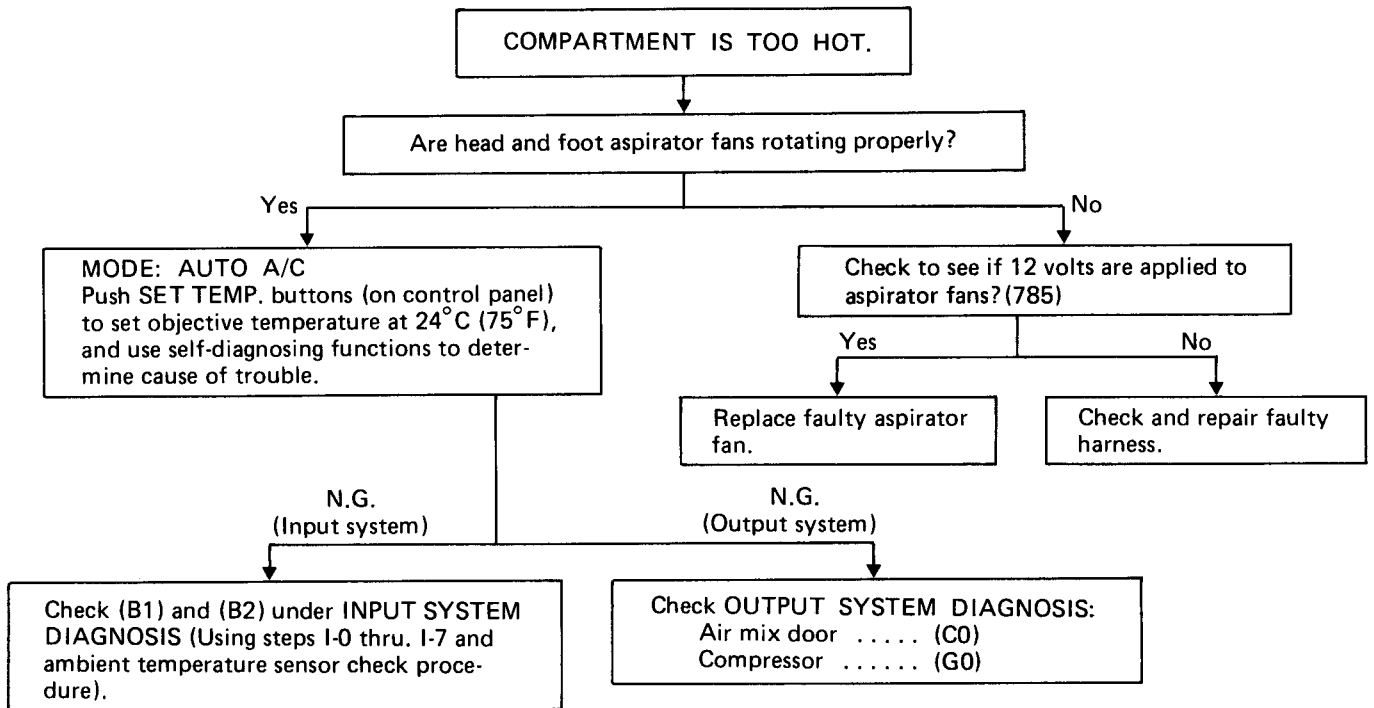 COMPARTMENT IS TOO HOT.
Are head and foot aspirator fans rotating properly?
Yes
No
MODE: AUTO A/C
Push SET TEMP. buttons (on control panel)
to set objective temperature at 24°C (75°F),
and use self-diagnosing functions to deter-
mine cause of trouble.
Check to see if 12 volts are applied to
aspirator fans? (785)
Yes
No
Replace faulty aspirator
fan.
Check and repair faulty
harness.
N.G.
(Input system)
N.G.
(Output system)
Check (B1) and (B2) under INPUT SYSTEM
DIAGNOSIS (Using steps I-0 thru. I-7 and
ambient temperature sensor check proce-
dure).
Check OUTPUT SYSTEM DIAGNOSIS:
Air mix door ..... (C0)
Compressor ...... (G0)